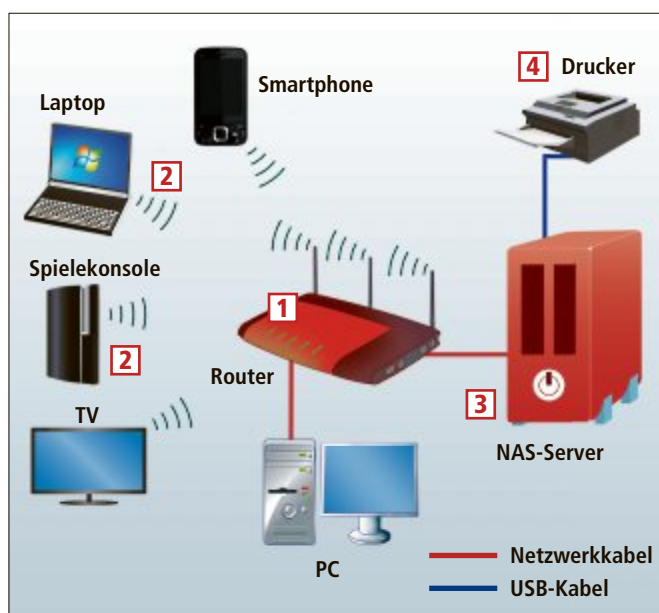 4 Drucker
Smartphone
Laptop
2
Spielekonsole
1
2
Router
3
TV
NAS-Server
PC
Netzwerkkabel
USB-Kabel